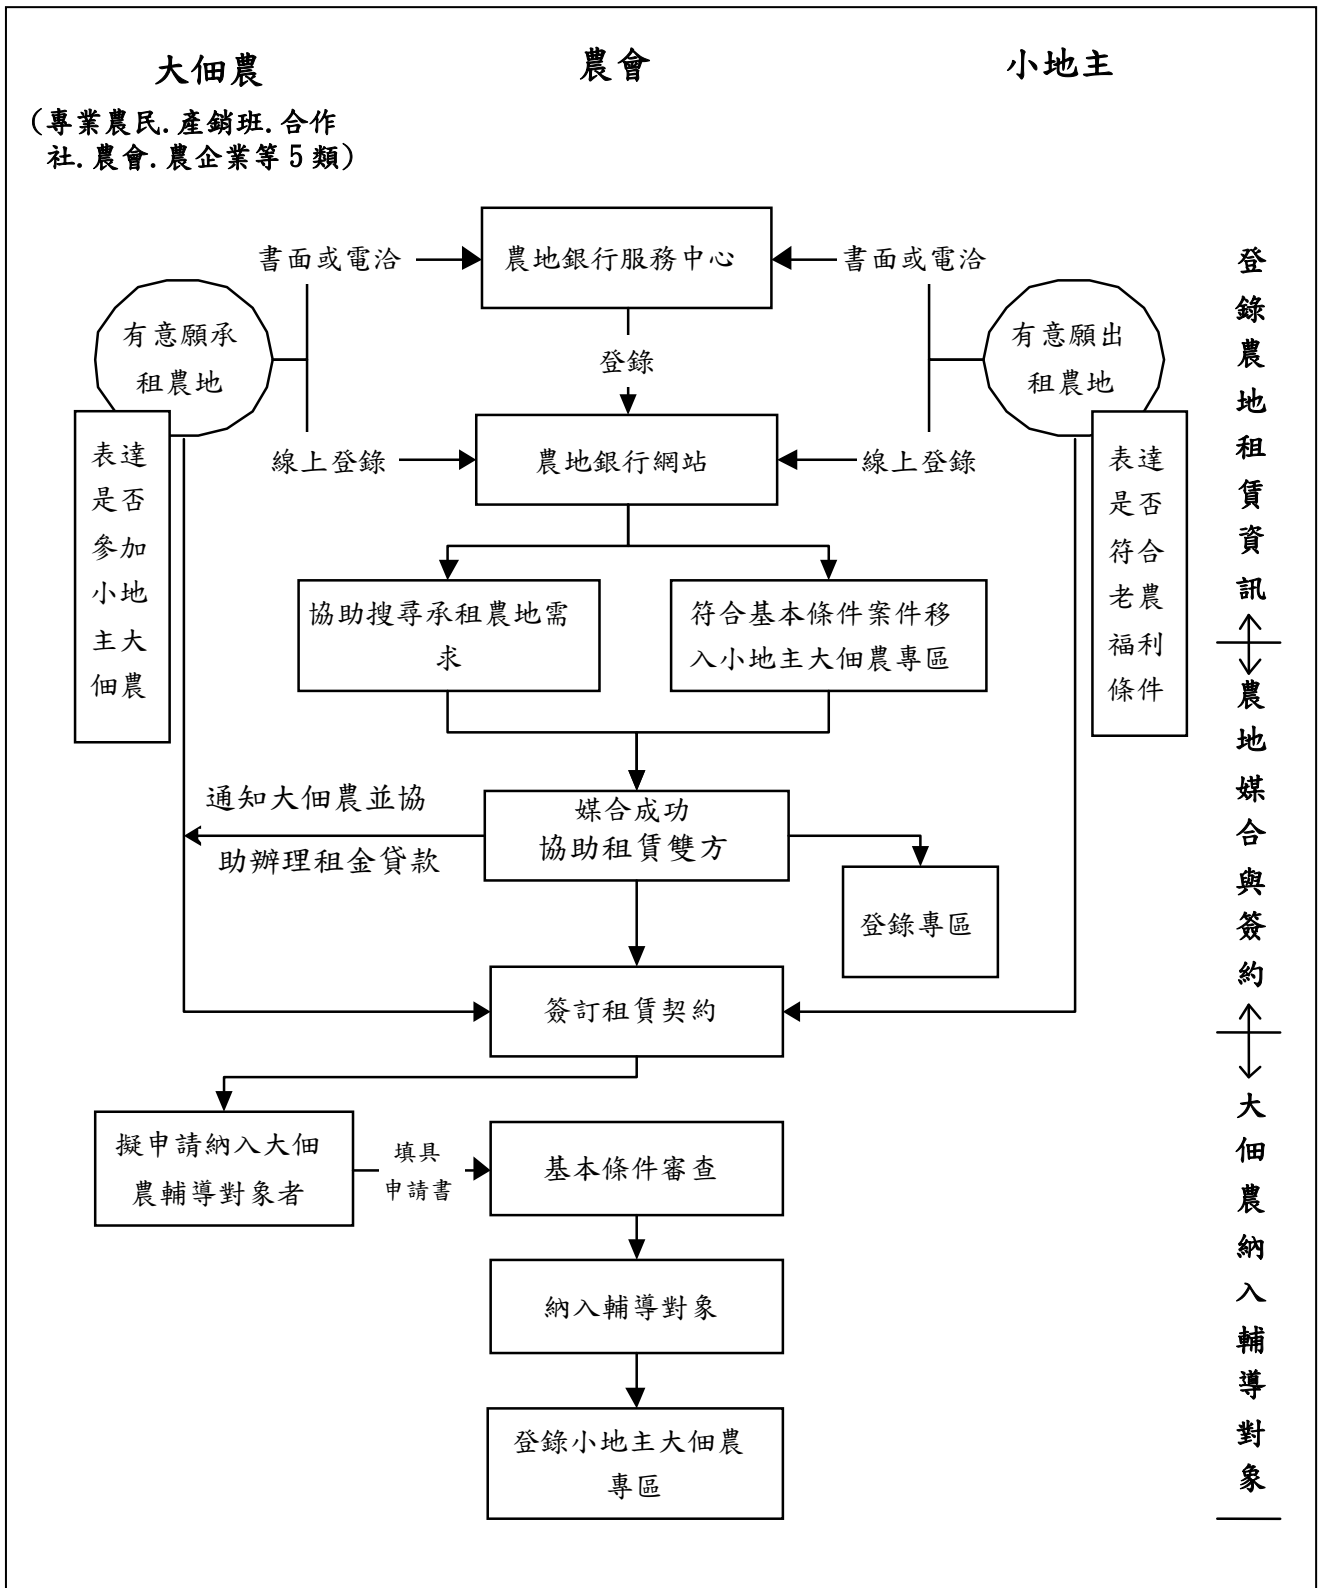 大佃農
農會
小地主
(專業農民.產銷班.合作
社.農會.農企業等5類)
書面或電洽
農地銀行服務中心
書面或電洽
有意願承
租農地
登錄
有意願出
租農地
線上登錄
農地銀行網站
線上登錄
表達
是否
參加
小地
主大
佃農
表達
是否
符合
老農
福利
條件
協助搜尋承租農地需
求
符合基本條件案件移
入小地主大佃農專區
通知大佃農並協
助辦理租金貸款
媒合成功
協助租賃雙方
登錄專區
簽訂租賃契約
擬申請納入大佃
農輔導對象者
填具
申請書
基本條件審查
納入輔導對象
登錄小地主大佃農
專區
登錄農地租賃資訊
農地媒合與簽約
大佃農納入輔導對象